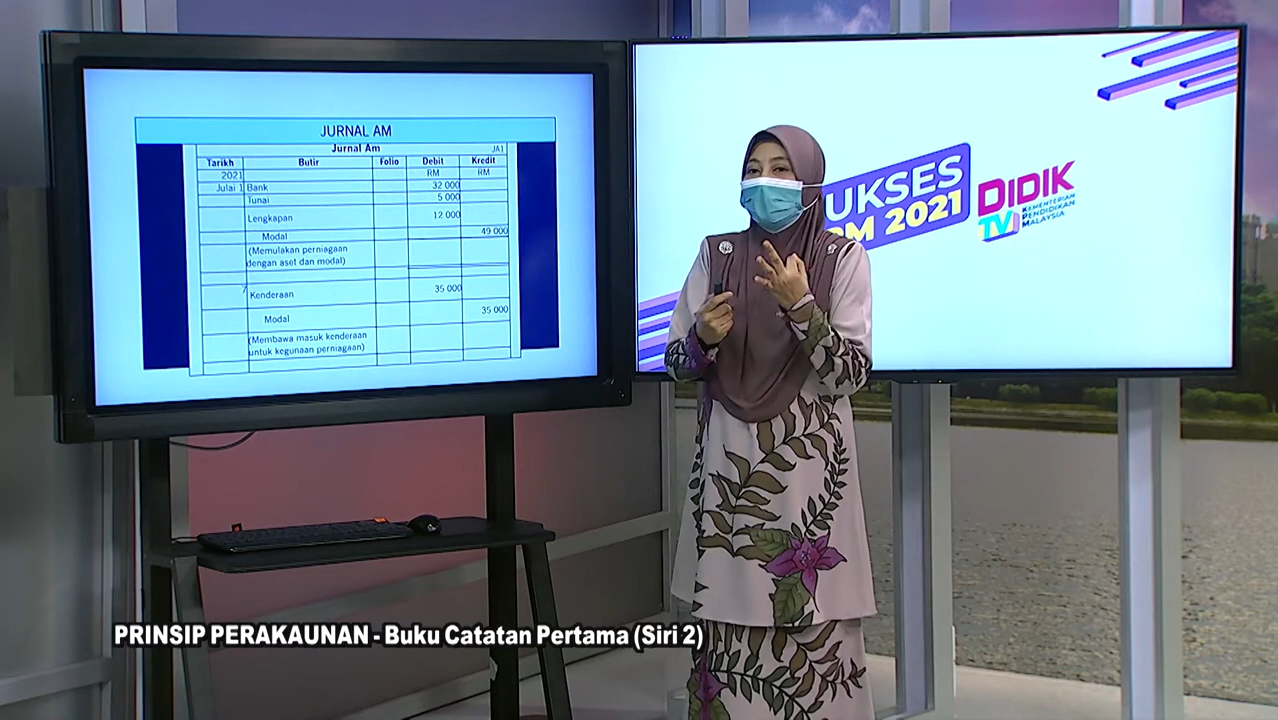 JURNAL AM
Jurnal Am JA1
Tarikh Butir Folio Debit Kredit
2021 RM RM
Julai 1 Bank 32 000
Tunai 5 000
Lengkapan 12 000
Modal 49 000
(Memulakan perniagaan
dengan aset dan modal)
7 Kenderaan 35 000
Modal 35 000
(Membawa masuk kenderaan
untuk kegunaan perniagaan)
UKSES
PM 2021
DIDIK
TV
KEMENTERIAN
PENDIDIKAN
MALAYSIA
PRINSIP PERAKAUNAN - Buku Catatan Pertama (Siri 2)